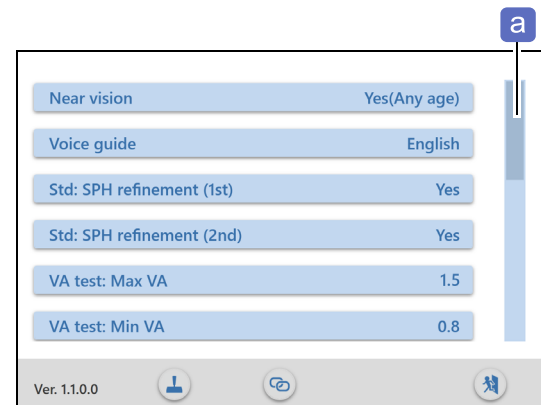 a
Near vision Yes(Any age)
Voice guide English
Std: SPH refinement (1st) Yes
Std: SPH refinement (2nd) Yes
VA test: Max VA 1.5
VA test: Min VA 0.8
Ver. 1.1.0.0